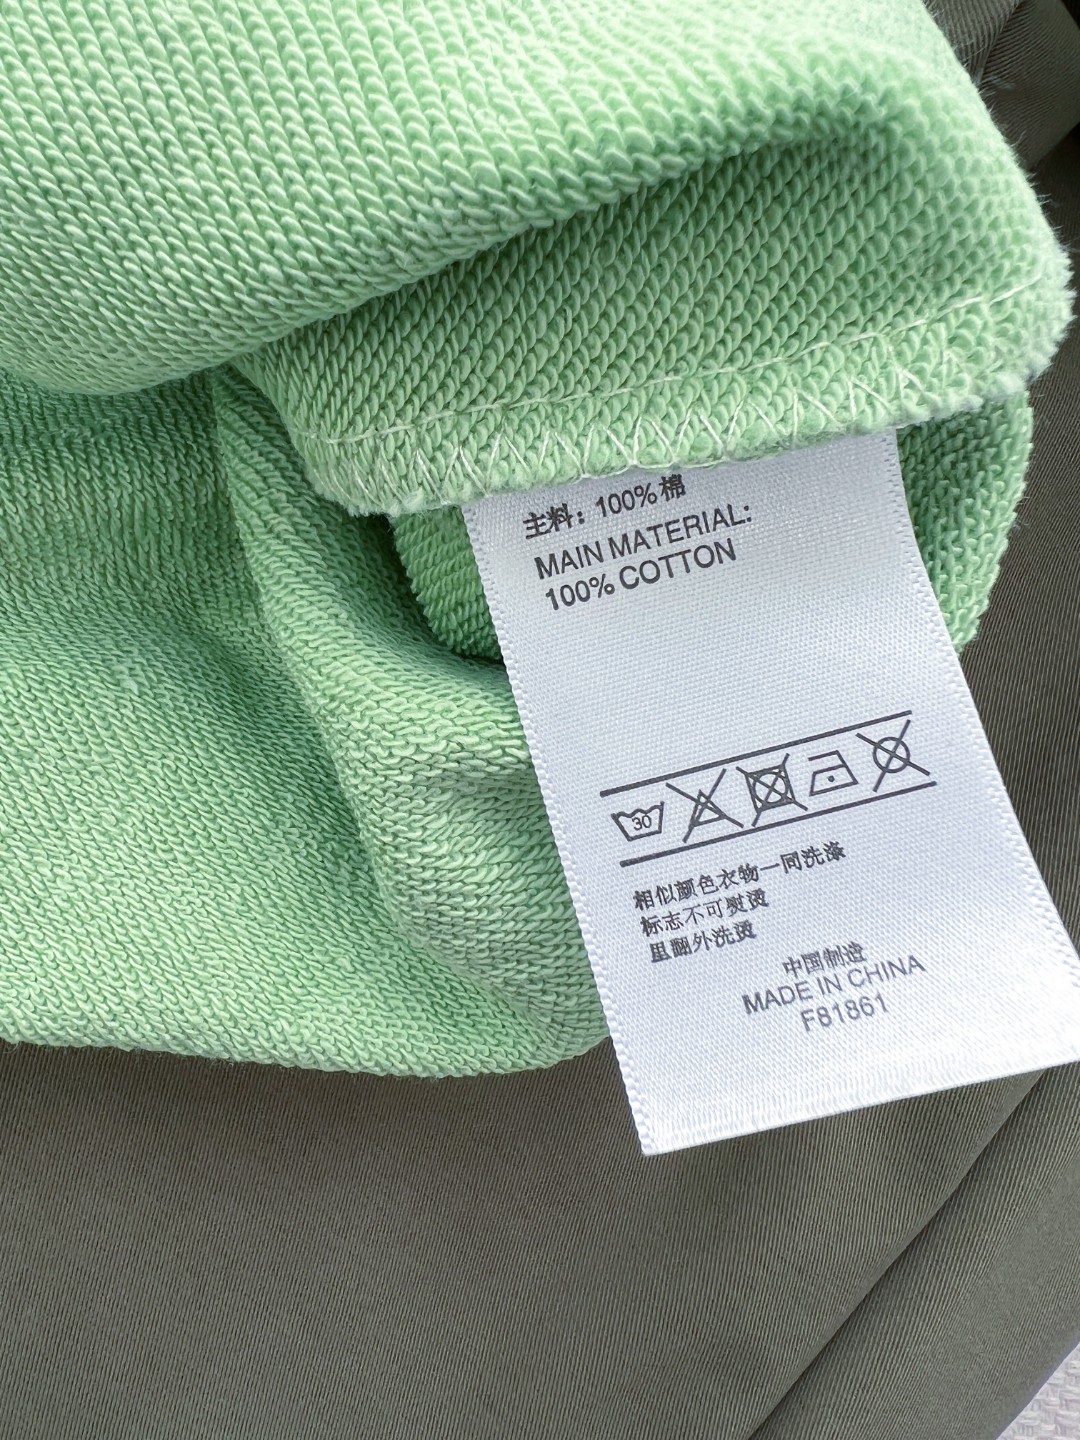 主料：100%棉
MAIN MATERIAL:
100% COTTON
30
相似颜色衣物一同洗涤
标志不可熨烫
里翻外洗烫
中国制造
MADE IN CHINA
F81861